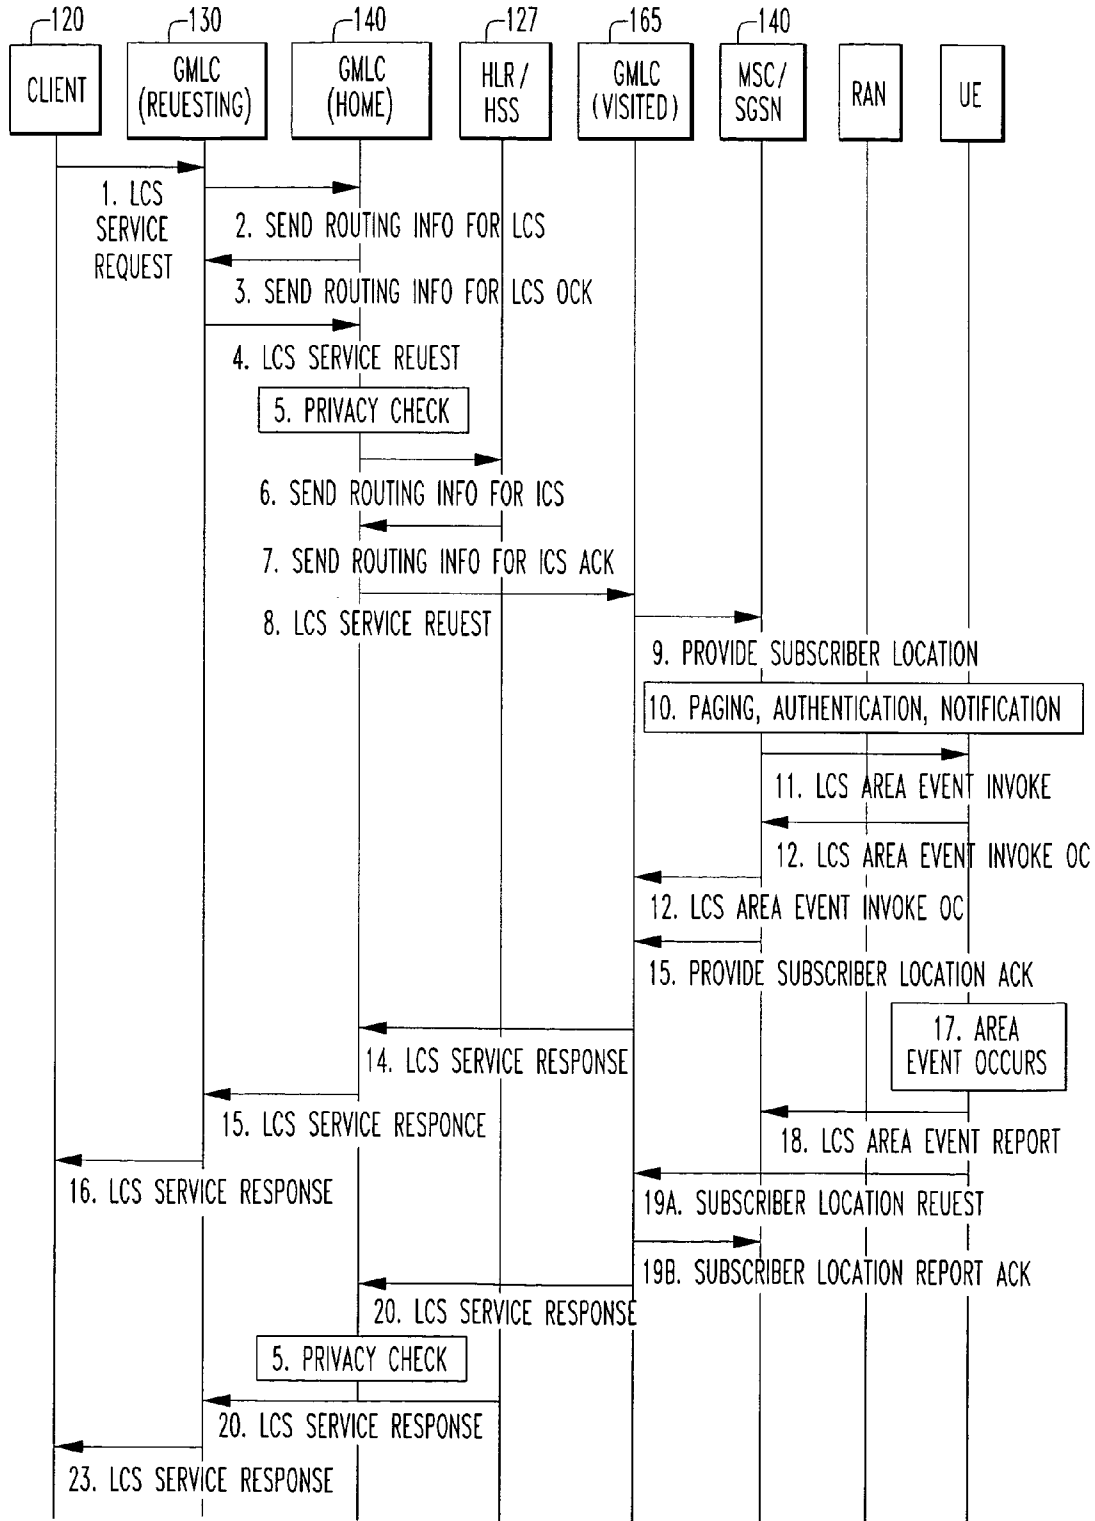 120
130
140
127
165
140
CLIENT
GMLC
(REUESTING)
GMLC
(HOME)
HLR/
HSS
GMLC
(VISITED)
MSC/
SGSN
RAN
UE
1. LCS
SERVICE
REQUEST
2. SEND ROUTING INFO FOR LCS
3. SEND ROUTING INFO FOR LCS OCK
4. LCS SERVICE REUEST
5. PRIVACY CHECK
6. SEND ROUTING INFO FOR ICS
7. SEND ROUTING INFO FOR ICS ACK
8. LCS SERVICE REUEST
9. PROVIDE SUBSCRIBER LOCATION
10. PAGING, AUTHENTICATION, NOTIFICATION
11. LCS AREA EVENT INVOKE
12. LCS AREA EVENT INVOKE OC
12. LCS AREA EVENT INVOKE OC
15. PROVIDE SUBSCRIBER LOCATION ACK
17. AREA
EVENT OCCURS
14. LCS SERVICE RESPONSE
15. LCS SERVICE RESPONCE
18. LCS AREA EVENT REPORT
16. LCS SERVICE RESPONSE
19A. SUBSCRIBER LOCATION REUEST
19B. SUBSCRIBER LOCATION REPORT ACK
20. LCS SERVICE RESPONSE
5. PRIVACY CHECK
20. LCS SERVICE RESPONSE
23. LCS SERVICE RESPONSE